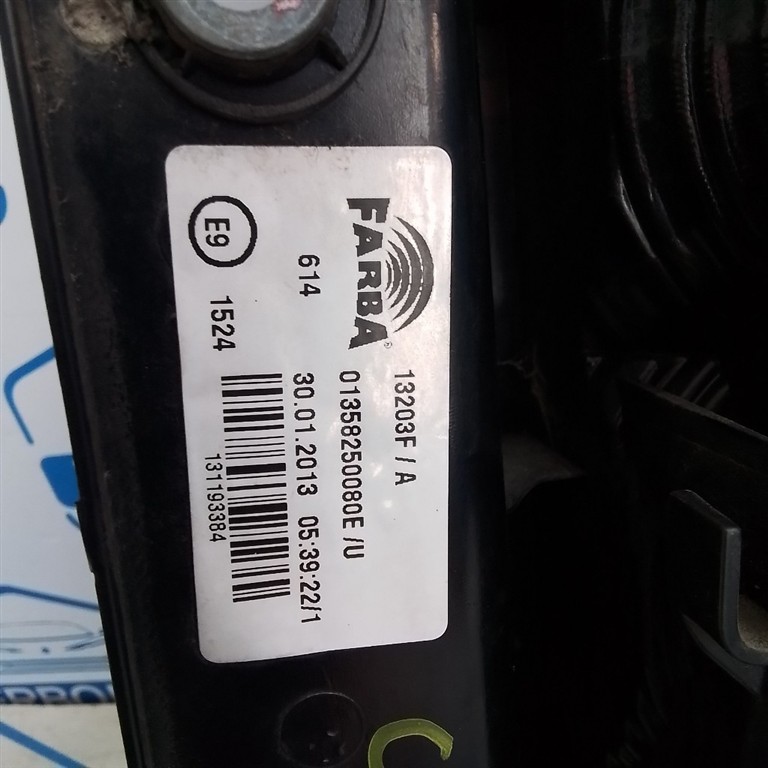 FARBA® 13203F / A
01358250080E /U
614 30.01.2013 05:39:22/1
E9 1524
131193384
C